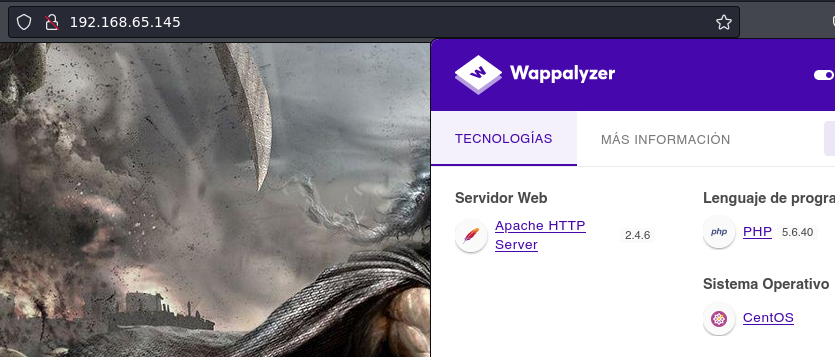 192.168.65.145
Wappalyzer
TECNOLOGÍAS
MÁS INFORMACIÓN
Servidor Web
Lenguaje de progra
Apache HTTP
Server
2.4.6
php
PHP
5.6.40
Sistema Operativo
CentOS